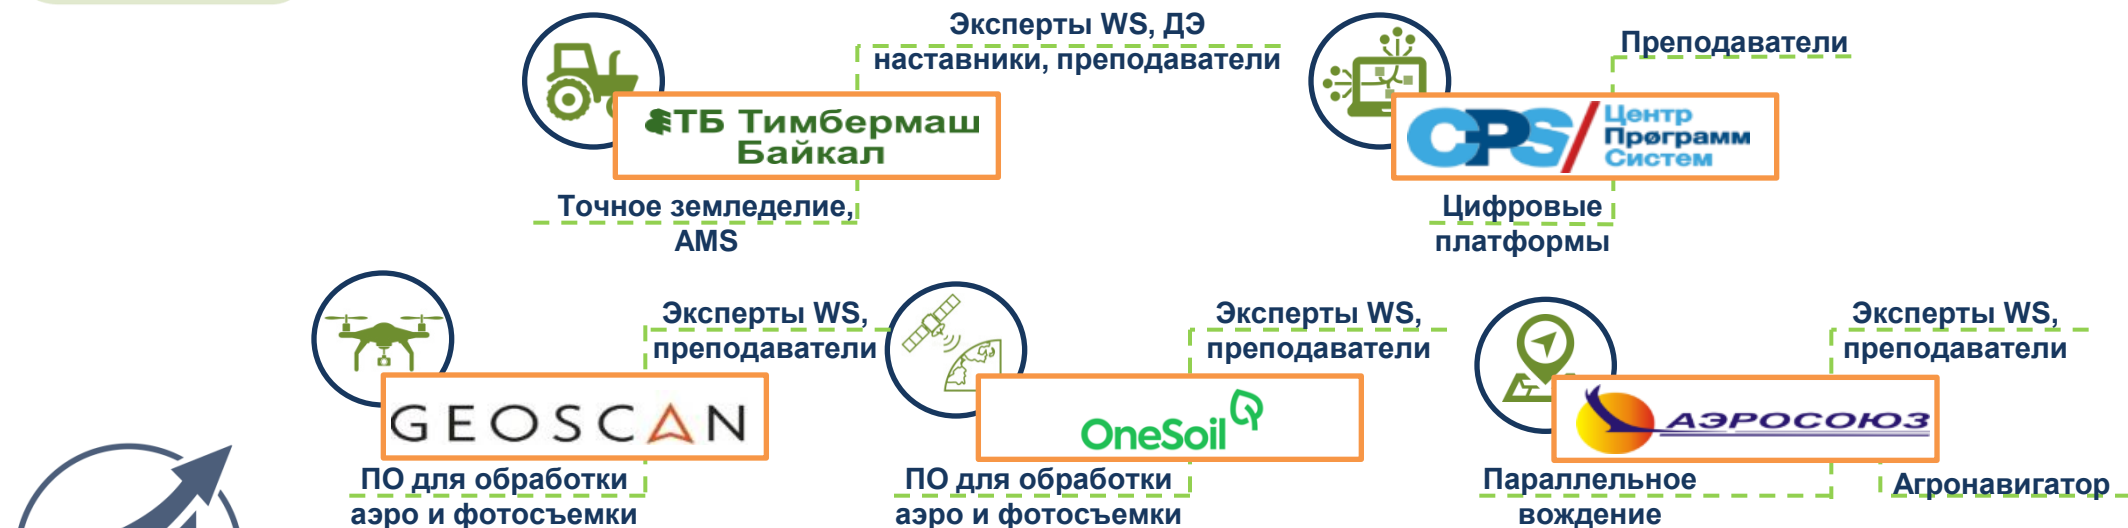 Эксперты WS, ДЭ
наставники, преподаватели
ТБ Тимбермаш
Байкал
Точное земледелие,
AMS
Преподаватели
CPS
Центр
Прøграмм
Систем
Цифровые
платформы
Эксперты WS,
преподаватели
GEOSCAN
ПО для обработки
аэро и фотосъемки
Эксперты WS,
преподаватели
OneSoil
ПО для обработки
аэро и фотосъемки
Эксперты WS,
преподаватели
АЭРОСОЮЗ
Параллельное
вождение
Агронавигатор